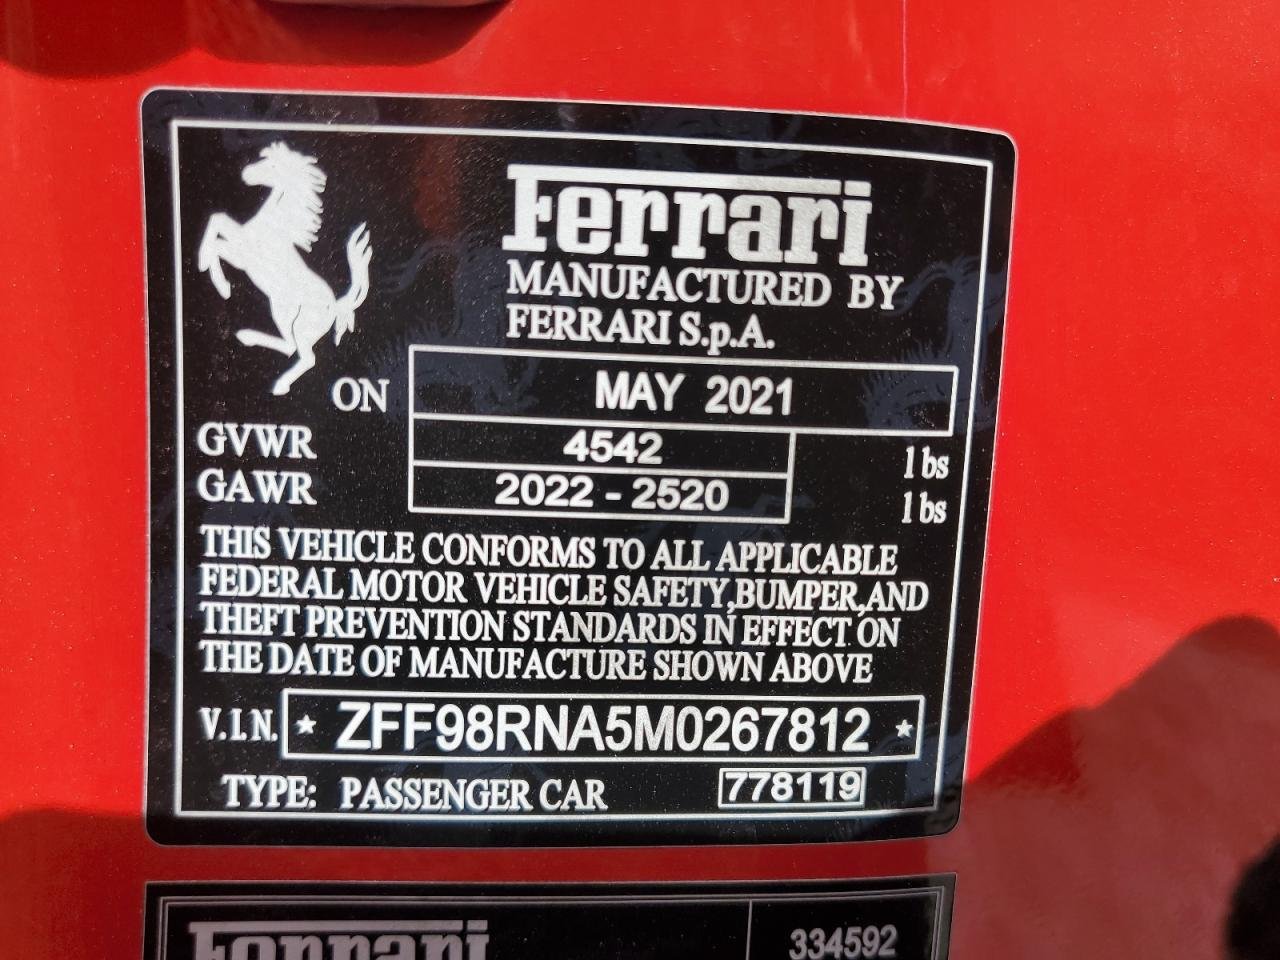 Ferrari
MANUFACTURED BY
FERRARI S.p.A.
ON MAY 2021
GVWR 4542 lbs
GAWR 2022 - 2520 lbs
THIS VEHICLE CONFORMS TO ALL APPLICABLE
FEDERAL MOTOR VEHICLE SAFETY,BUMPER,AND
THEFT PREVENTION STANDARDS IN EFFECT ON
THE DATE OF MANUFACTURE SHOWN ABOVE
V.I.N. * ZFF98RNA5M0267812 *
TYPE: PASSENGER CAR 778119
Ferrari 334592